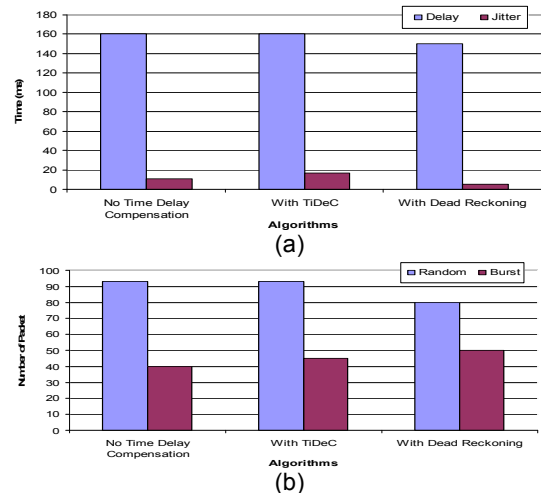 Delay Jitter
160
140
120
100
80
60
40
20
0
Time (ms)
No Time Delay
Compensation
With TiDeC
With Dead Reckoning
Algorithms
(a)
Random Burst
100
90
80
70
60
50
40
30
20
10
0
Number of Packet
No Time Delay
Compensation
With TiDeC
With Dead Reckoning
Algorithms
(b)